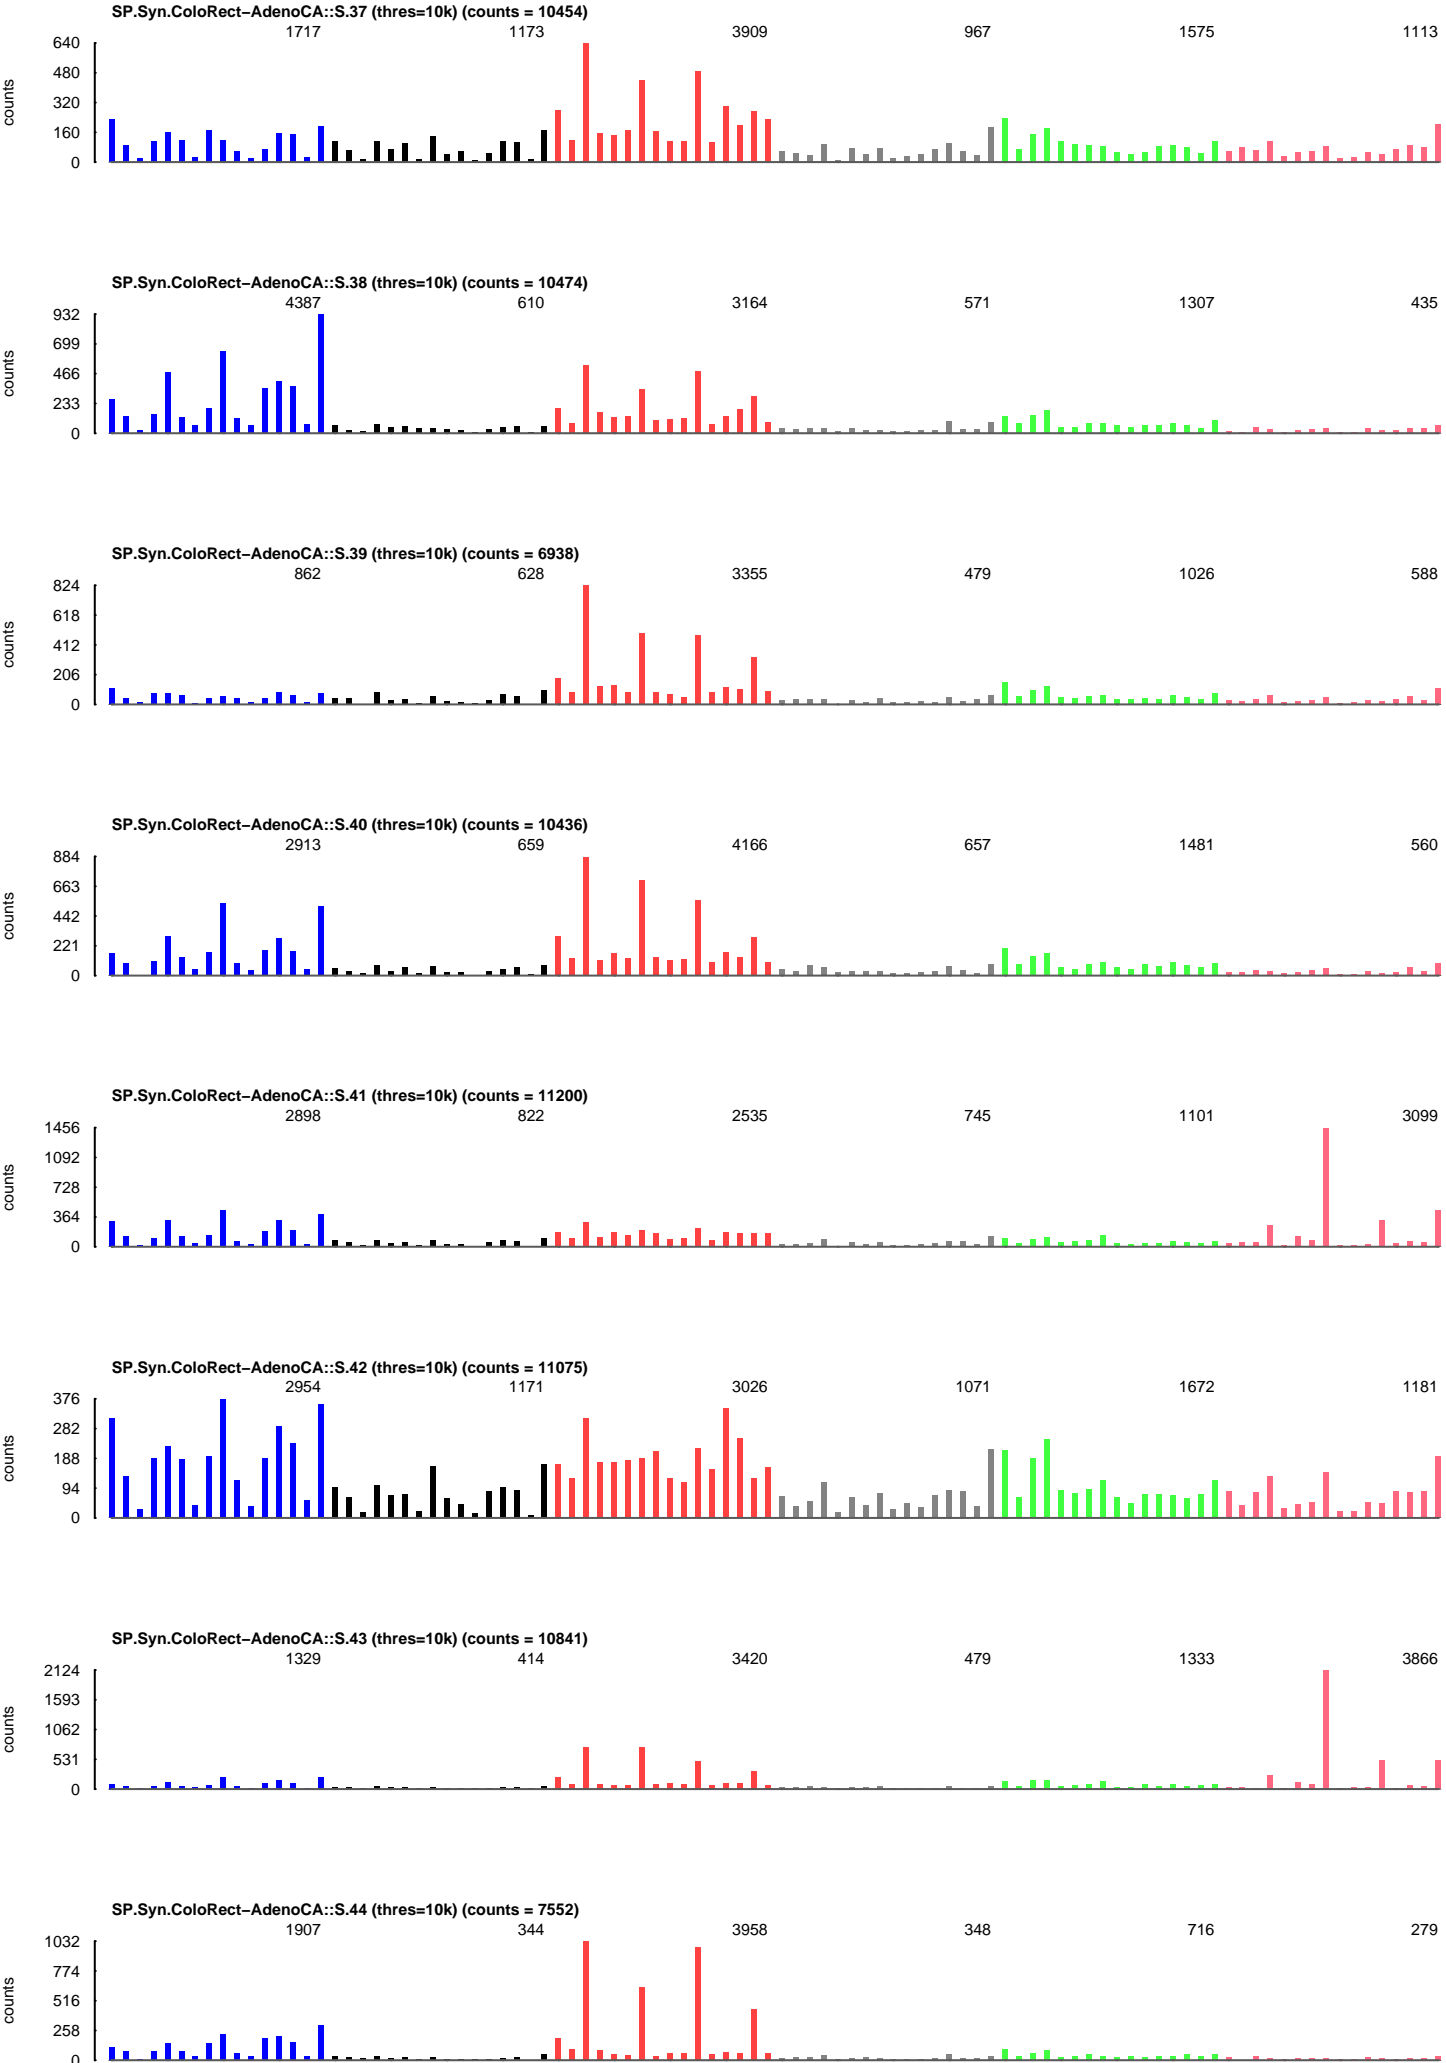 SP.Syn.ColoRect−AdenoCA::S.37 (thres=10k) (counts = 10454)
1717 1173 3909 967 1575 1113
640
480
320
160
0
counts
SP.Syn.ColoRect−AdenoCA::S.38 (thres=10k) (counts = 10474)
4387 610 3164 571 1307 435
932
699
466
233
0
counts
SP.Syn.ColoRect−AdenoCA::S.39 (thres=10k) (counts = 6938)
862 628 3355 479 1026 588
824
618
412
206
0
counts
SP.Syn.ColoRect−AdenoCA::S.40 (thres=10k) (counts = 10436)
2913 659 4166 657 1481 560
884
663
442
221
0
counts
SP.Syn.ColoRect−AdenoCA::S.41 (thres=10k) (counts = 11200)
2898 822 2535 745 1101 3099
1456
1092
728
364
0
counts
SP.Syn.ColoRect−AdenoCA::S.42 (thres=10k) (counts = 11075)
2954 1171 3026 1071 1672 1181
376
282
188
94
0
counts
SP.Syn.ColoRect−AdenoCA::S.43 (thres=10k) (counts = 10841)
1329 414 3420 479 1333 3866
2124
1593
1062
531
0
counts
SP.Syn.ColoRect−AdenoCA::S.44 (thres=10k) (counts = 7552)
1907 344 3958 348 716 279
1032
774
516
258
0
counts